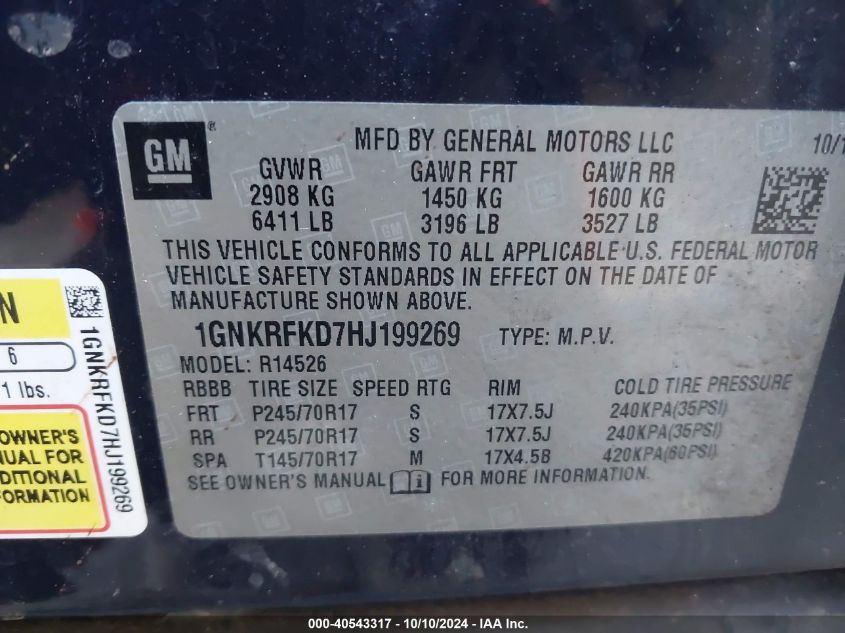 GM ®
MFD BY GENERAL MOTORS LLC 10/1
GVWR GAWR FRT GAWR RR
2908 KG 1450 KG 1600 KG
6411 LB 3196 LB 3527 LB
THIS VEHICLE CONFORMS TO ALL APPLICABLE U.S. FEDERAL MOTOR
VEHICLE SAFETY STANDARDS IN EFFECT ON THE DATE OF
MANUFACTURE SHOWN ABOVE.
1GNKRFKD7HJ199269 TYPE: M.P.V.
MODEL: R14526
RBBB TIRE SIZE SPEED RTG RIM COLD TIRE PRESSURE
FRT P245/70R17 S 17X7.5J 240KPA(35PSI)
RR P245/70R17 S 17X7.5J 240KPA(35PSI)
SPA T145/70R17 M 17X4.5B 420KPA(60PSI)
SEE OWNER'S MANUAL i FOR MORE INFORMATION.
N
6
1 lbs.
OWNER'S
NUAL FOR
DDITIONAL
FORMATION
1GNKRFKD7HJ199269
000-40543317 - 10/10/2024 - IAA Inc.